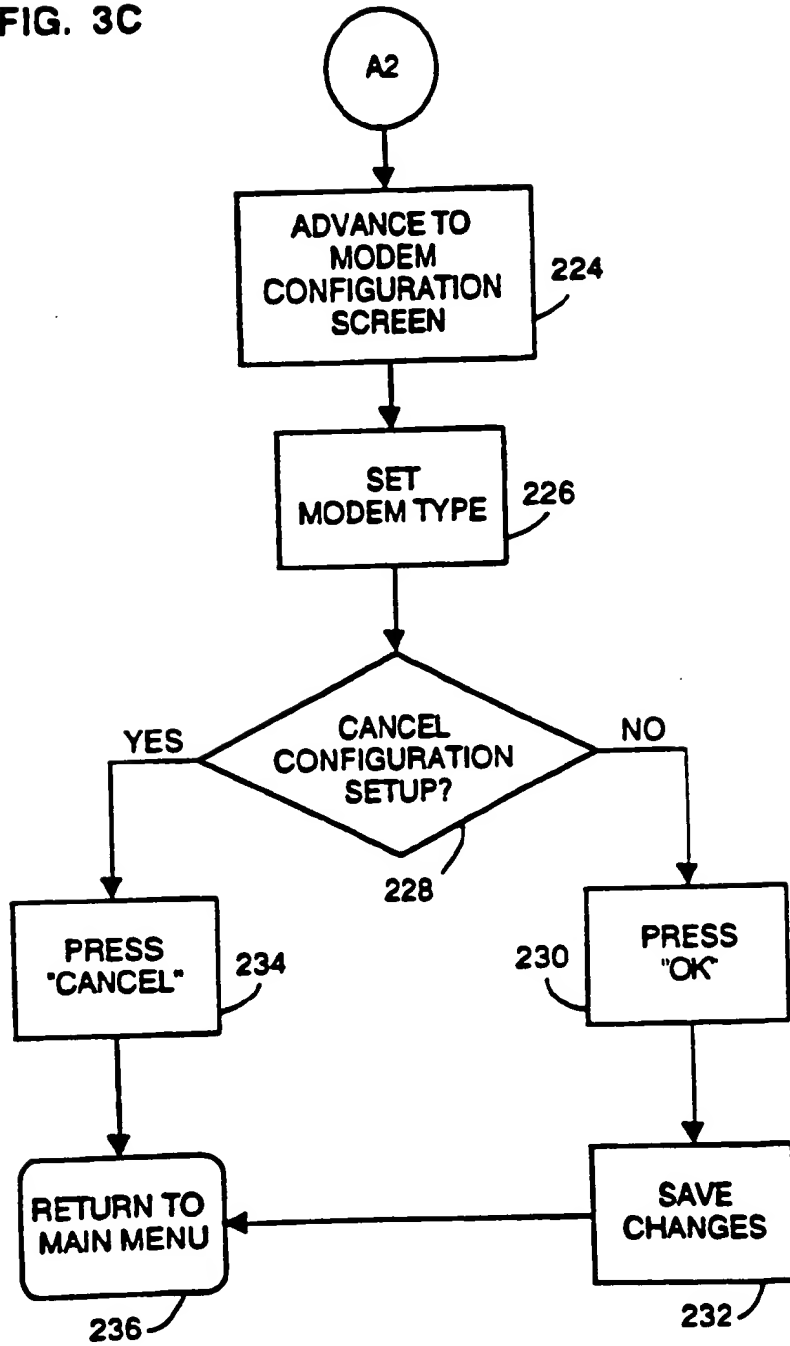 FIG. 3C
A2
ADVANCE TO
MODEM
CONFIGURATION
SCREEN
224
SET
MODEM TYPE
226
CANCEL
CONFIGURATION
SETUP?
YES
NO
228
PRESS
"CANCEL"
234
230
PRESS
"OK"
RETURN TO
MAIN MENU
236
SAVE
CHANGES
232